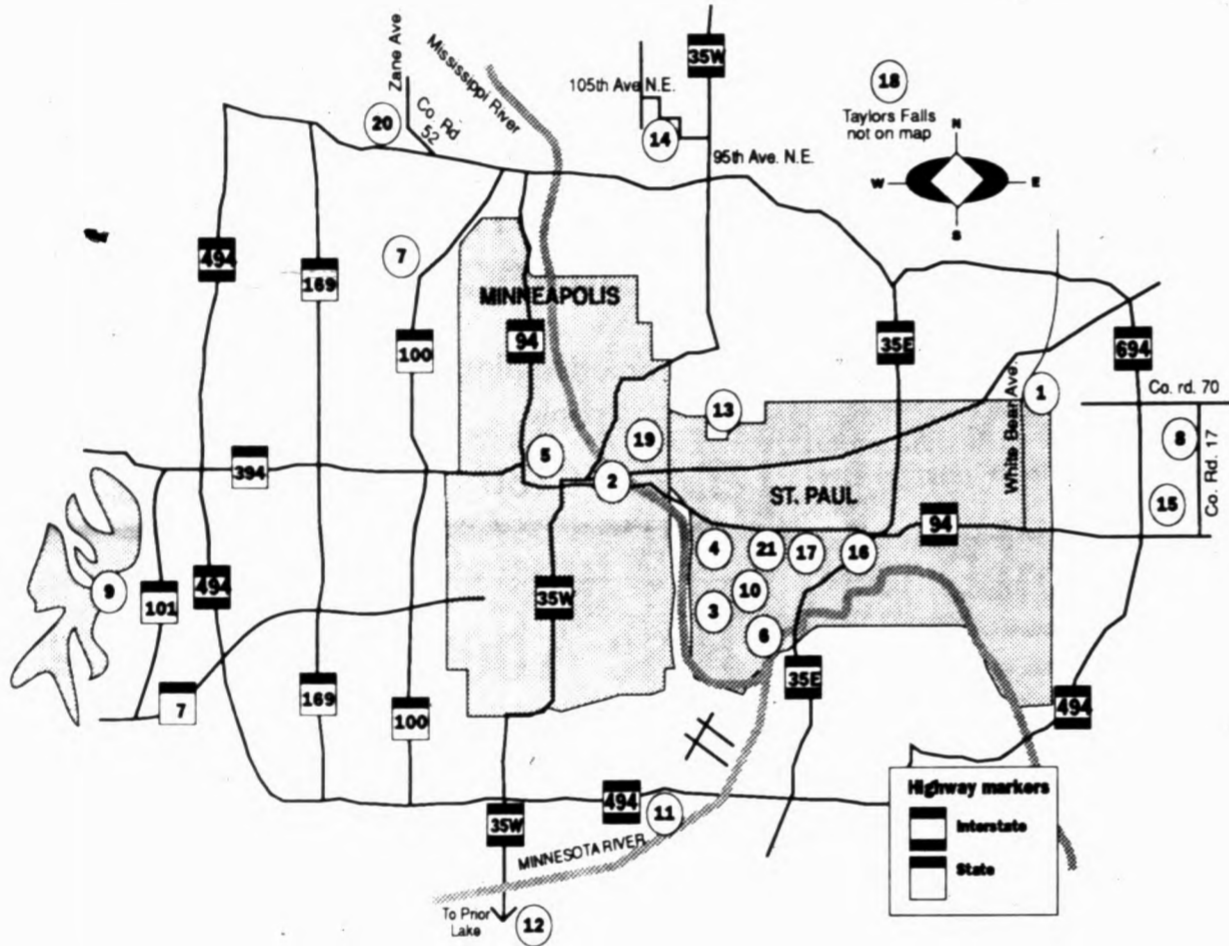 Zane Ave
Mississippi River
35W
18
105th Ave N.E.
Taylors Falls
not on map
20
Co. Rd
52
14
N
95th Ave. N.E.
W
E
S
494
7
169
MINNEAPOLIS
94
100
35E
694
White Bear Ave.
1
Co. rd. 70
13
19
8
Co. Rd. 17
5
394
2
ST. PAUL
15
94
4
21
17
16
9
101
494
35W
10
3
6
7
169
100
35E
494
Highway markers
Interstate
State
494
11
35W
MINNESOTA RIVER
To Prior
Lake
12